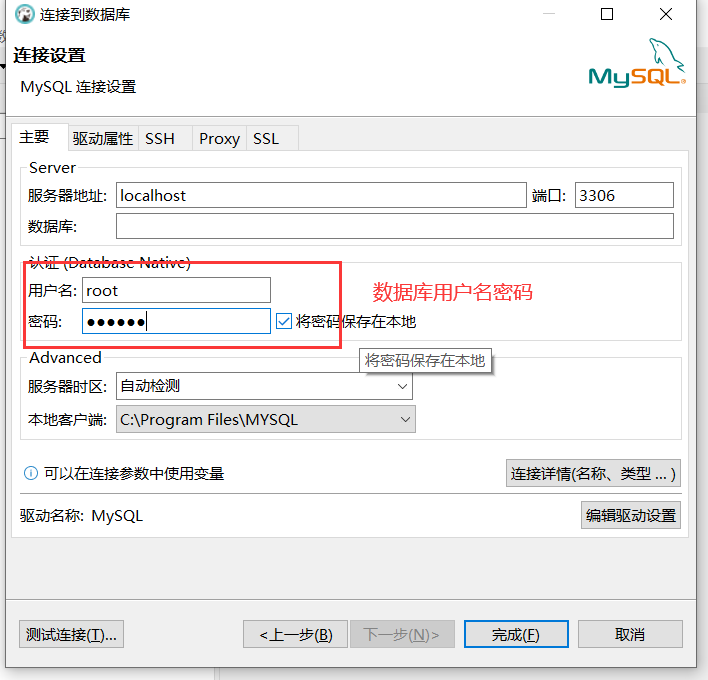 连接到数据库
连接设置
MySQL 连接设置
MySQL®
主要 驱动属性 SSH Proxy SSL
Server
服务器地址: localhost 端口: 3306
数据库:
认证 (Database Native)
用户名: root 数据库用户名密码
密码: ●●●●●● 将密码保存在本地
Advanced 将密码保存在本地
服务器时区: 自动检测
本地客户端: C:\Program Files\MYSQL
可以在连接参数中使用变量 连接详情(名称、类型 ... )
驱动名称: MySQL 编辑驱动设置
测试连接(T)... <上一步(B) 下一步(N)> 完成(F) 取消